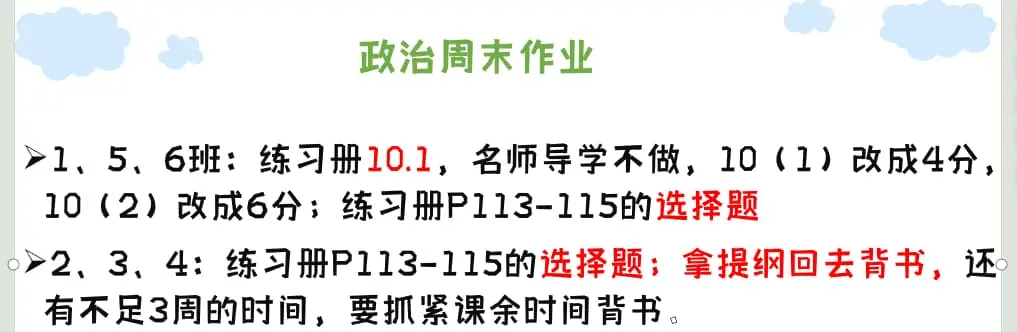 政治周末作业
➢1、5、6班：练习册10.1，名师导学不做，10（1）改成4分，
10（2）改成6分；练习册P113-115的选择题
➢2、3、4：练习册P113-115的选择题；拿提纲回去背书，还
有不足3周的时间，要抓紧课余时间背书。